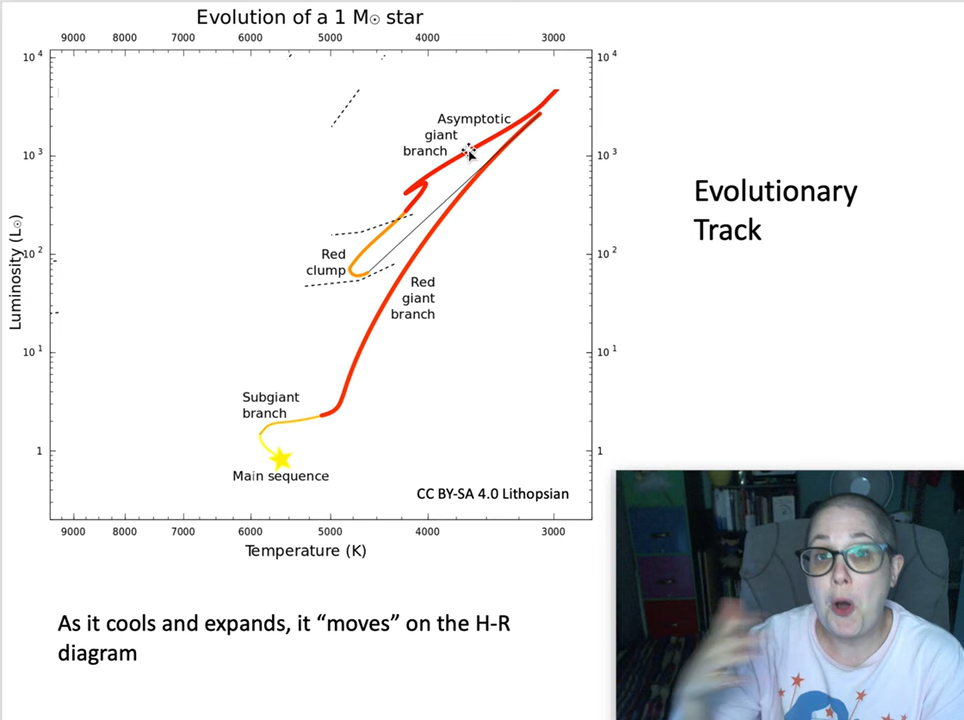 Evolution of a 1 M☉ star
9000 8000 7000 6000 5000 4000 3000
10⁴ 10⁴
Asymptotic
giant
branch
10³ 10³
Evolutionary
Track
Luminosity (L☉)
10² 10²
Red
clump
Red
giant
branch
10¹ 10¹
Subgiant
branch
1 1
Main sequence
CC BY-SA 4.0 Lithopsian
9000 8000 7000 6000 5000 4000 3000
Temperature (K)
As it cools and expands, it “moves” on the H-R
diagram